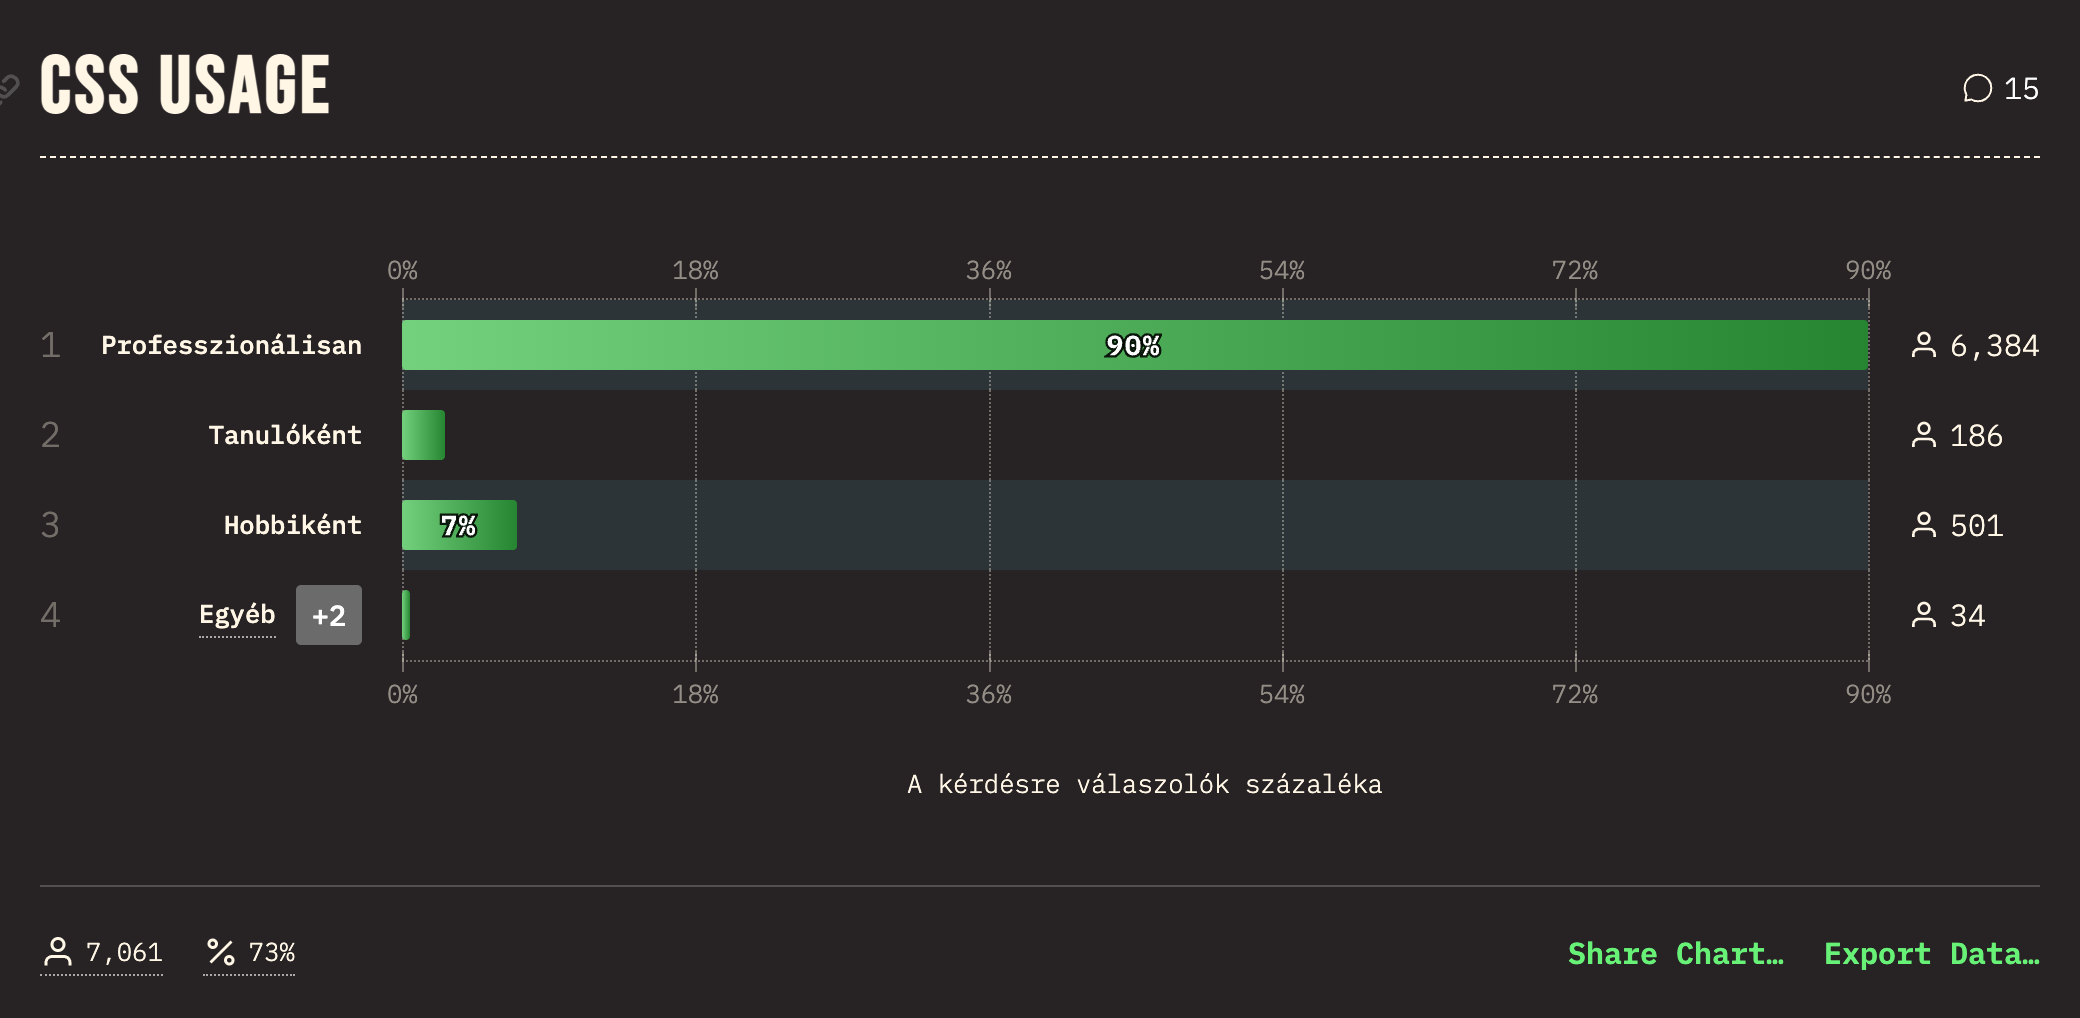 CSS USAGE
15
0% 18% 36% 54% 72% 90%
1 Professzionálisan 90% 6,384
2 Tanulóként 186
3 Hobbiként 7% 501
4 Egyéb +2 34
0% 18% 36% 54% 72% 90%
A kérdésre válaszolók százaléka
7,061 73% Share Chart… Export Data…